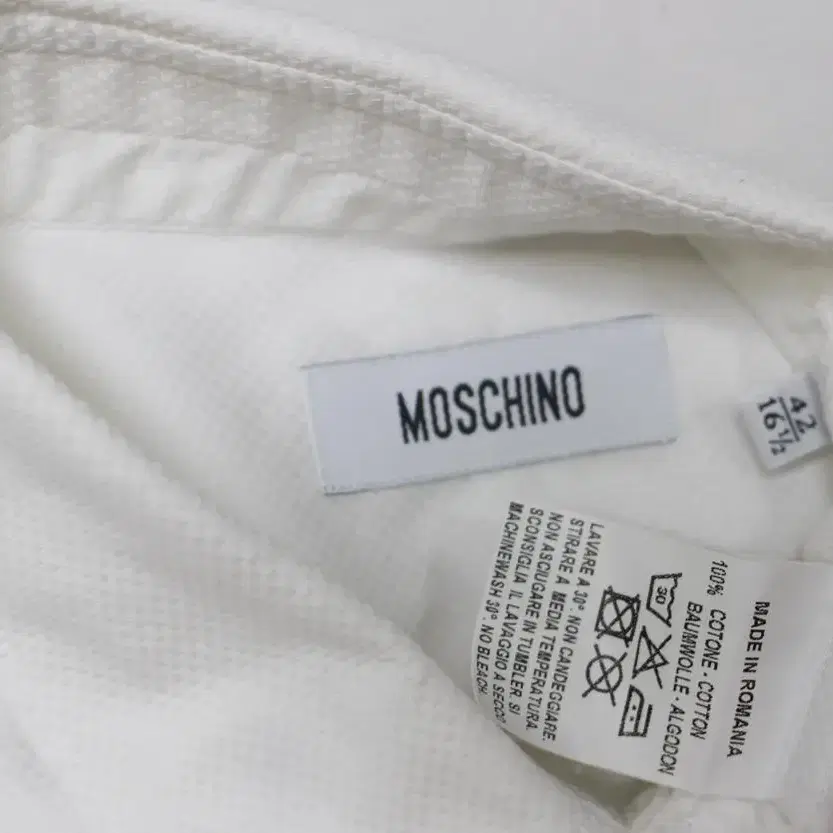 MOSCHINO
42
16½
MADE IN ROMANIA
100% COTONE - COTTON
BAUMWOLLE - ALGODON
30
LAVARE A 30°. NON CANDEGGIARE.
STIRARE A MEDIA TEMPERATURA.
NON ASCIUGARE IN TUMBLER, SI
SCONSIGLIA IL LAVAGGIO A SECCO
MACHINEWASH 30°. NO BLEACH.